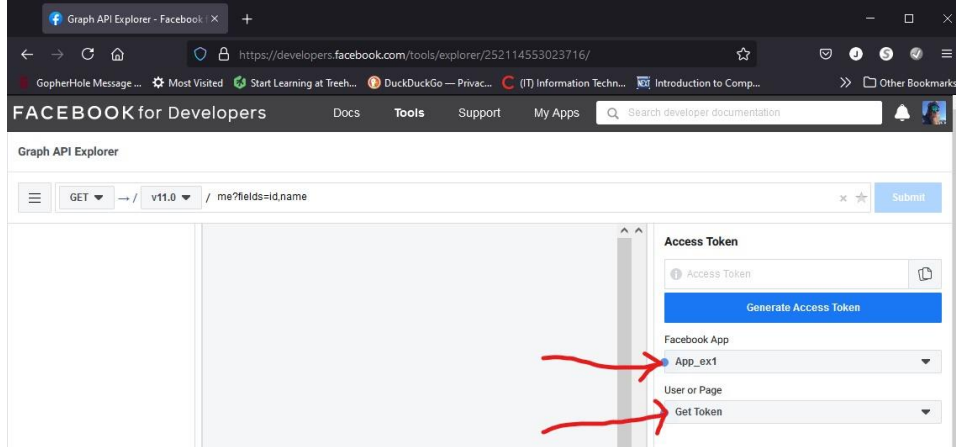 Graph API Explorer - Facebook
https://developers.facebook.com/tools/explorer/252114553023716/
GopherHole Message ... Most Visited Start Learning at Treeh... DuckDuckGo — Privac... (IT) Information Techn... Introduction to Comp... Other Bookmarks
FACEBOOK for Developers Docs Tools Support My Apps Search developer documentation
Graph API Explorer
GET → / v11.0 / me?fields=id,name Submit
Access Token
Access Token
Generate Access Token
Facebook App
App_ex1
User or Page
Get Token